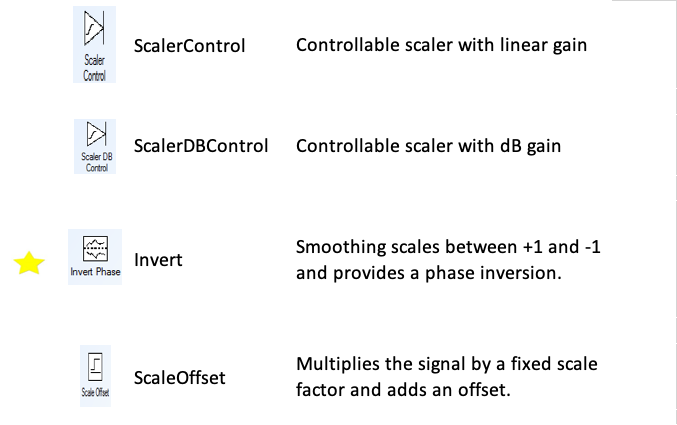 Scaler
Control
ScalerControl
Controllable scaler with linear gain
Scaler DB
Control
ScalerDBControl
Controllable scaler with dB gain
Invert Phase
Invert
Smoothing scales between +1 and -1
and provides a phase inversion.
Scale Offset
ScaleOffset
Multiplies the signal by a fixed scale
factor and adds an offset.